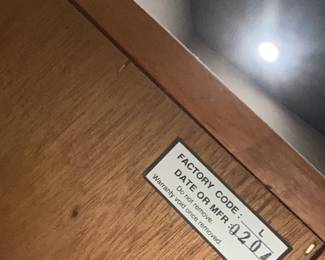 FACTORY CODE: L
DATE OR MFR. 0204
Do not remove.
Warranty void once removed.